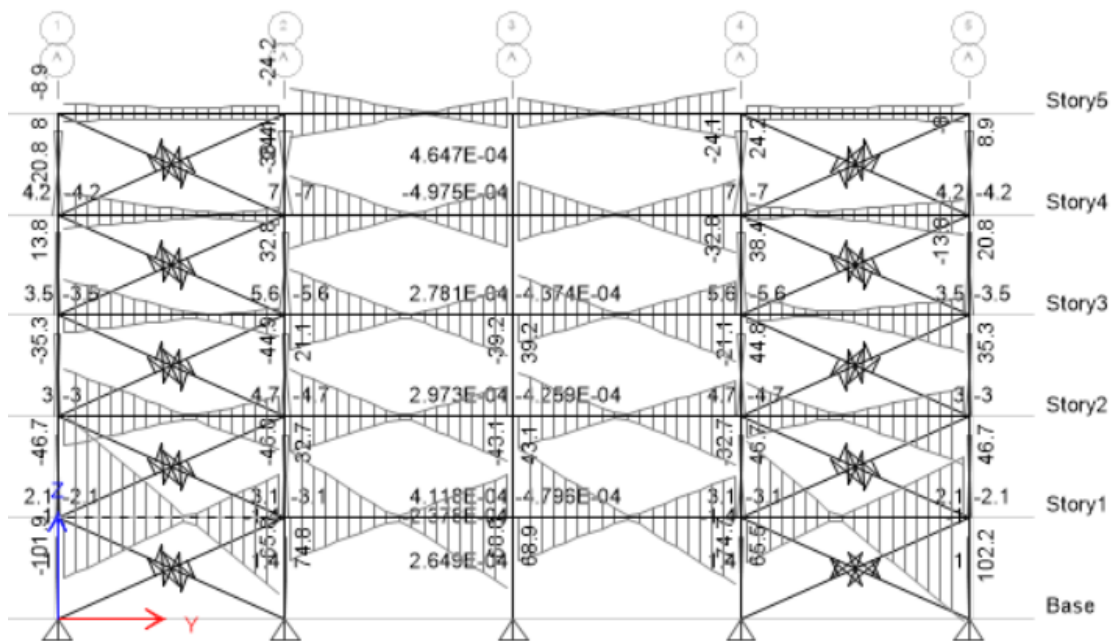 1 2 3 4 5
A A A A A
-8.9 -24.2
Story5
8 -24.1 24.2 8.9
4.647E-04
20.8
4.2 -4.2 7 -7 -4.975E-04 7 -7 4.2 -4.2
Story4
13.8 32.8 -32.8 38.4 20.8
3.5 -3.5 5.6 -5.6 2.781E-04 -4.374E-04 5.6 -5.6 3.5 -3.5
Story3
-35.3 -44.9 21.1 -39.2 39.2 -21.1 44.8 35.3
3 -3 4.7 -4.7 2.973E-04 -4.259E-04 4.7 -4.7 3 -3
Story2
-46.7 32.7 -43.1 43.1 -32.7 46.7
Z
2.1 -2.1 3.1 -3.1 4.118E-04 -4.796E-04 3.1 -3.1 2.1 -2.1
Story1
-101.9 74.8 68.9 65.5 102.2
2.649E-04 1
Base
Y